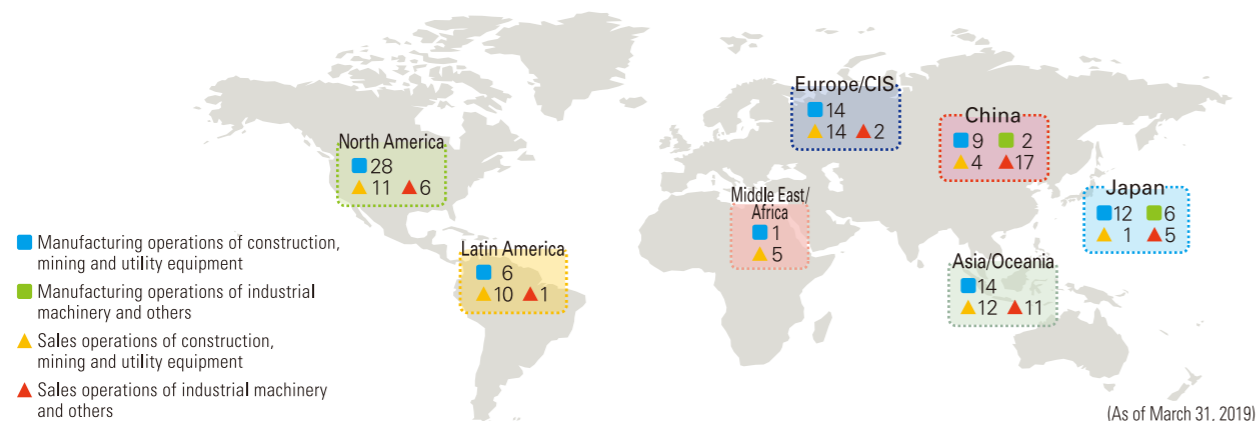 Europe/CIS
14
14 2
China
9 2
4 17
North America
28
11 6
Middle East/
Africa
1
5
Japan
12 6
1 5
Latin America
6
10 1
Asia/Oceania
14
12 11
Manufacturing operations of construction,
mining and utility equipment
Manufacturing operations of industrial
machinery and others
Sales operations of construction,
mining and utility equipment
Sales operations of industrial machinery
and others
(As of March 31, 2019)